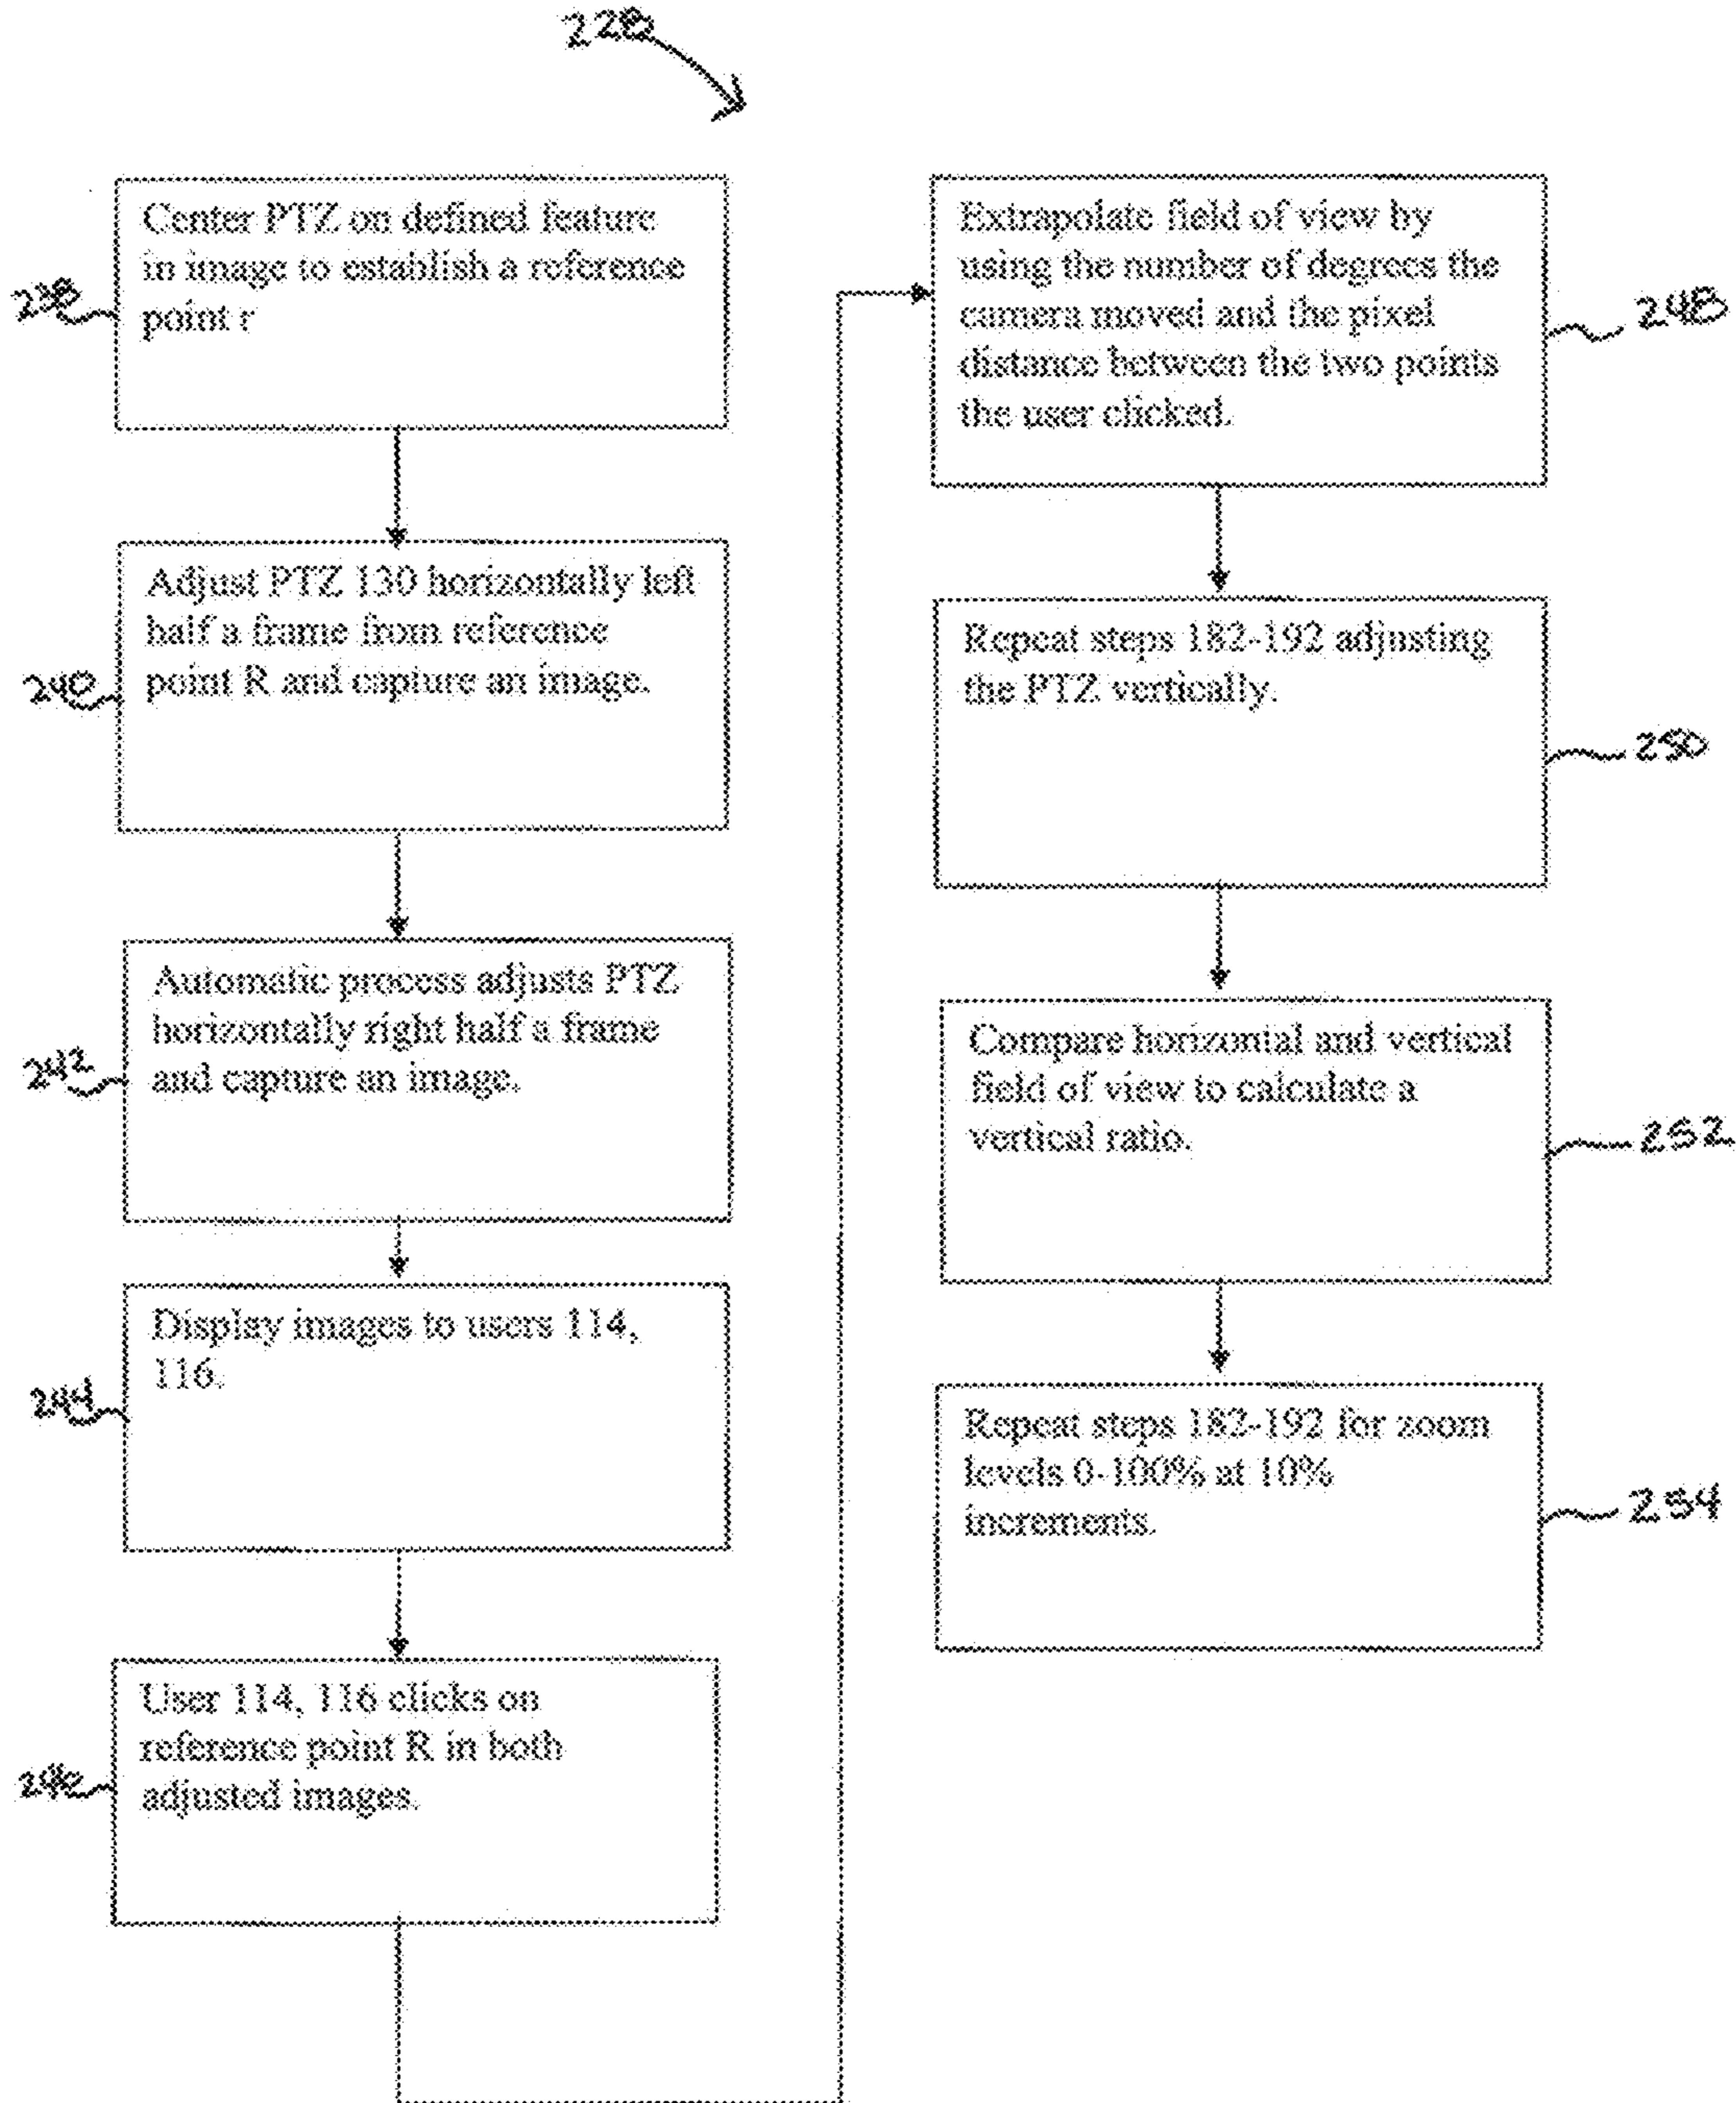 228
Center PTZ on defined feature
in image to establish a reference
point r
238
Adjust PTZ 130 horizontally left
half a frame from reference
point R and capture an image.
240
Automatic process adjusts PTZ
horizontally right half a frame
and capture an image.
242
Display images to users 114,
116.
244
User 114, 116 clicks on
reference point R in both
adjusted images.
246
Extrapolate field of view by
using the number of degrees the
camera moved and the pixel
distance between the two points
the user clicked.
248
Repeat steps 182-192 adjusting
the PTZ vertically.
250
Compare horizontal and vertical
field of view to calculate a
vertical ratio.
252
Repeat steps 182-192 for zoom
levels 0-100% at 10%
increments.
254